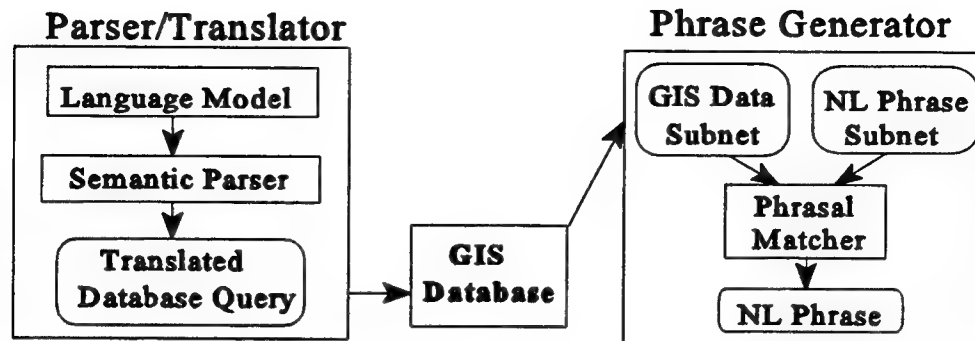 Parser/Translator
Language Model
Semantic Parser
Translated
Database Query
GIS
Database
Phrase Generator
GIS Data
Subnet
NL Phrase
Subnet
Phrasal
Matcher
NL Phrase